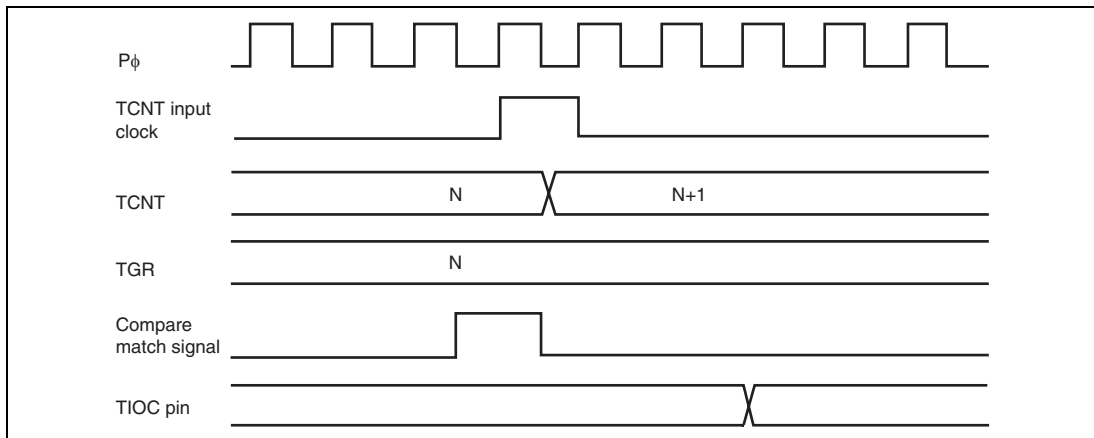 Pϕ
TCNT input
clock
TCNT
N
N+1
TGR
N
Compare
match signal
TIOC pin